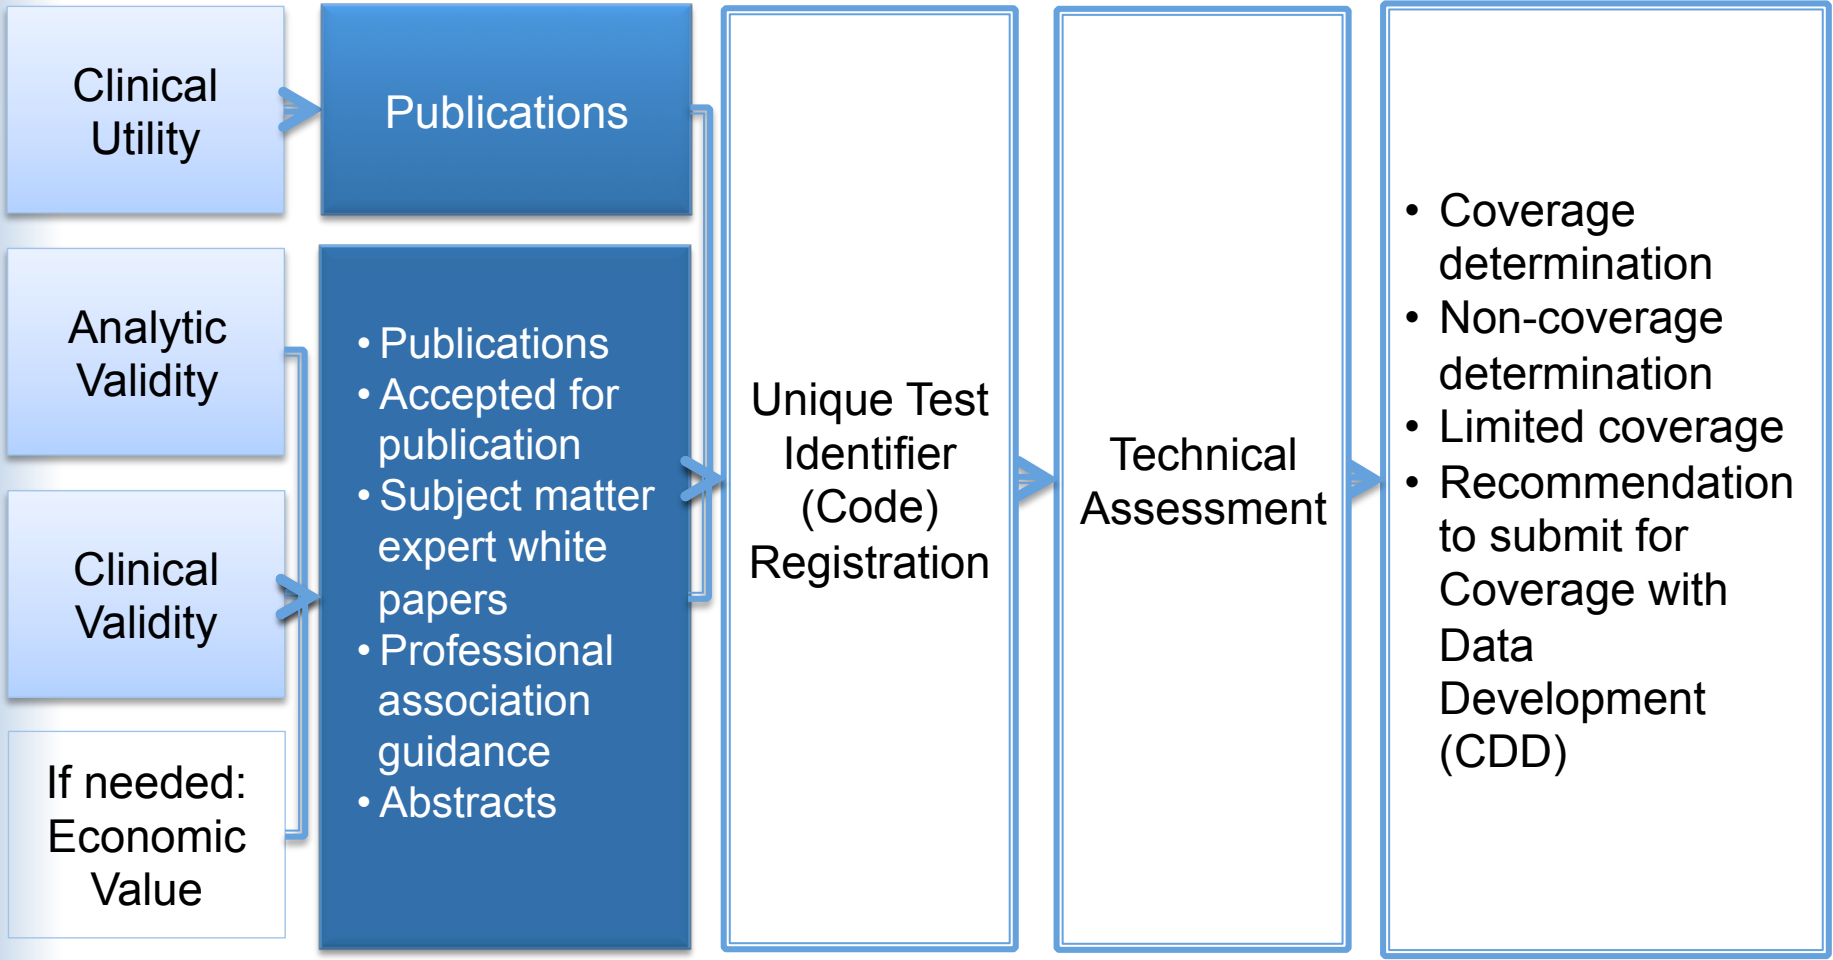 Clinical
Utility
Publications
Analytic
Validity
Clinical
Validity
If needed:
Economic
Value
• Publications
• Accepted for
publication
• Subject matter
expert white
papers
• Professional
association
guidance
• Abstracts
Unique Test
Identifier
(Code)
Registration
Technical
Assessment
• Coverage
determination
• Non-coverage
determination
• Limited coverage
• Recommendation
to submit for
Coverage with
Data
Development
(CDD)